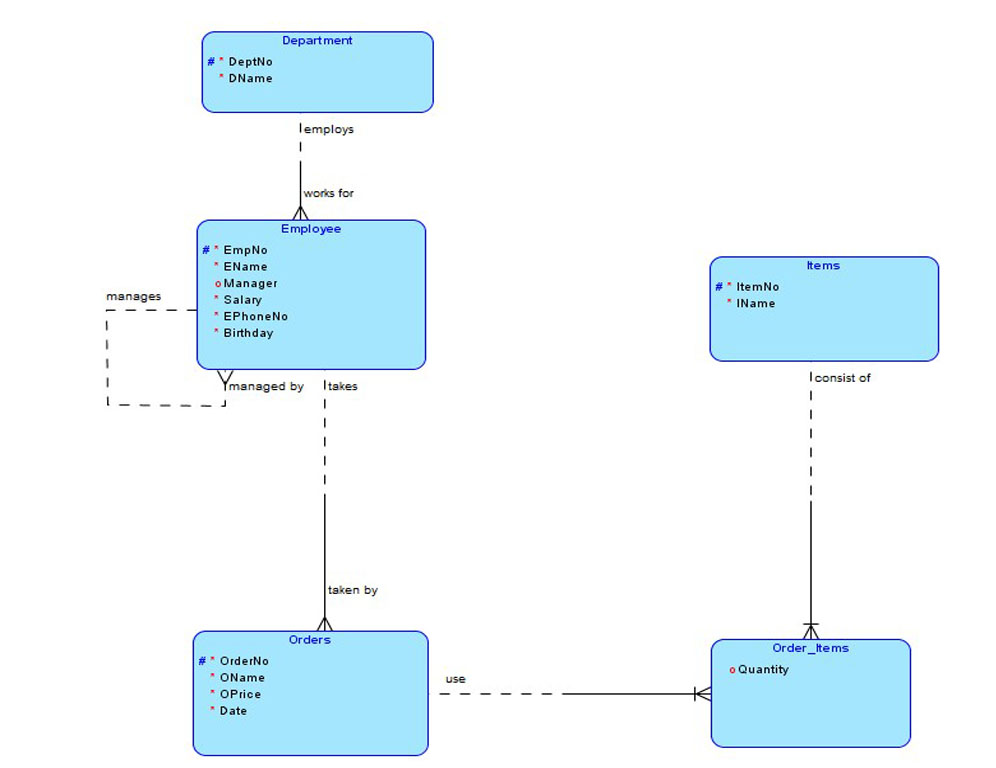 Department
# * DeptNo
* DName
employs
works for
Employee
# * EmpNo
* EName
o Manager
* Salary
* EPhoneNo
* Birthday
manages
managed by
takes
Items
# * ItemNo
* IName
consist of
taken by
Orders
# * OrderNo
* OName
* OPrice
* Date
use
Order_Items
o Quantity